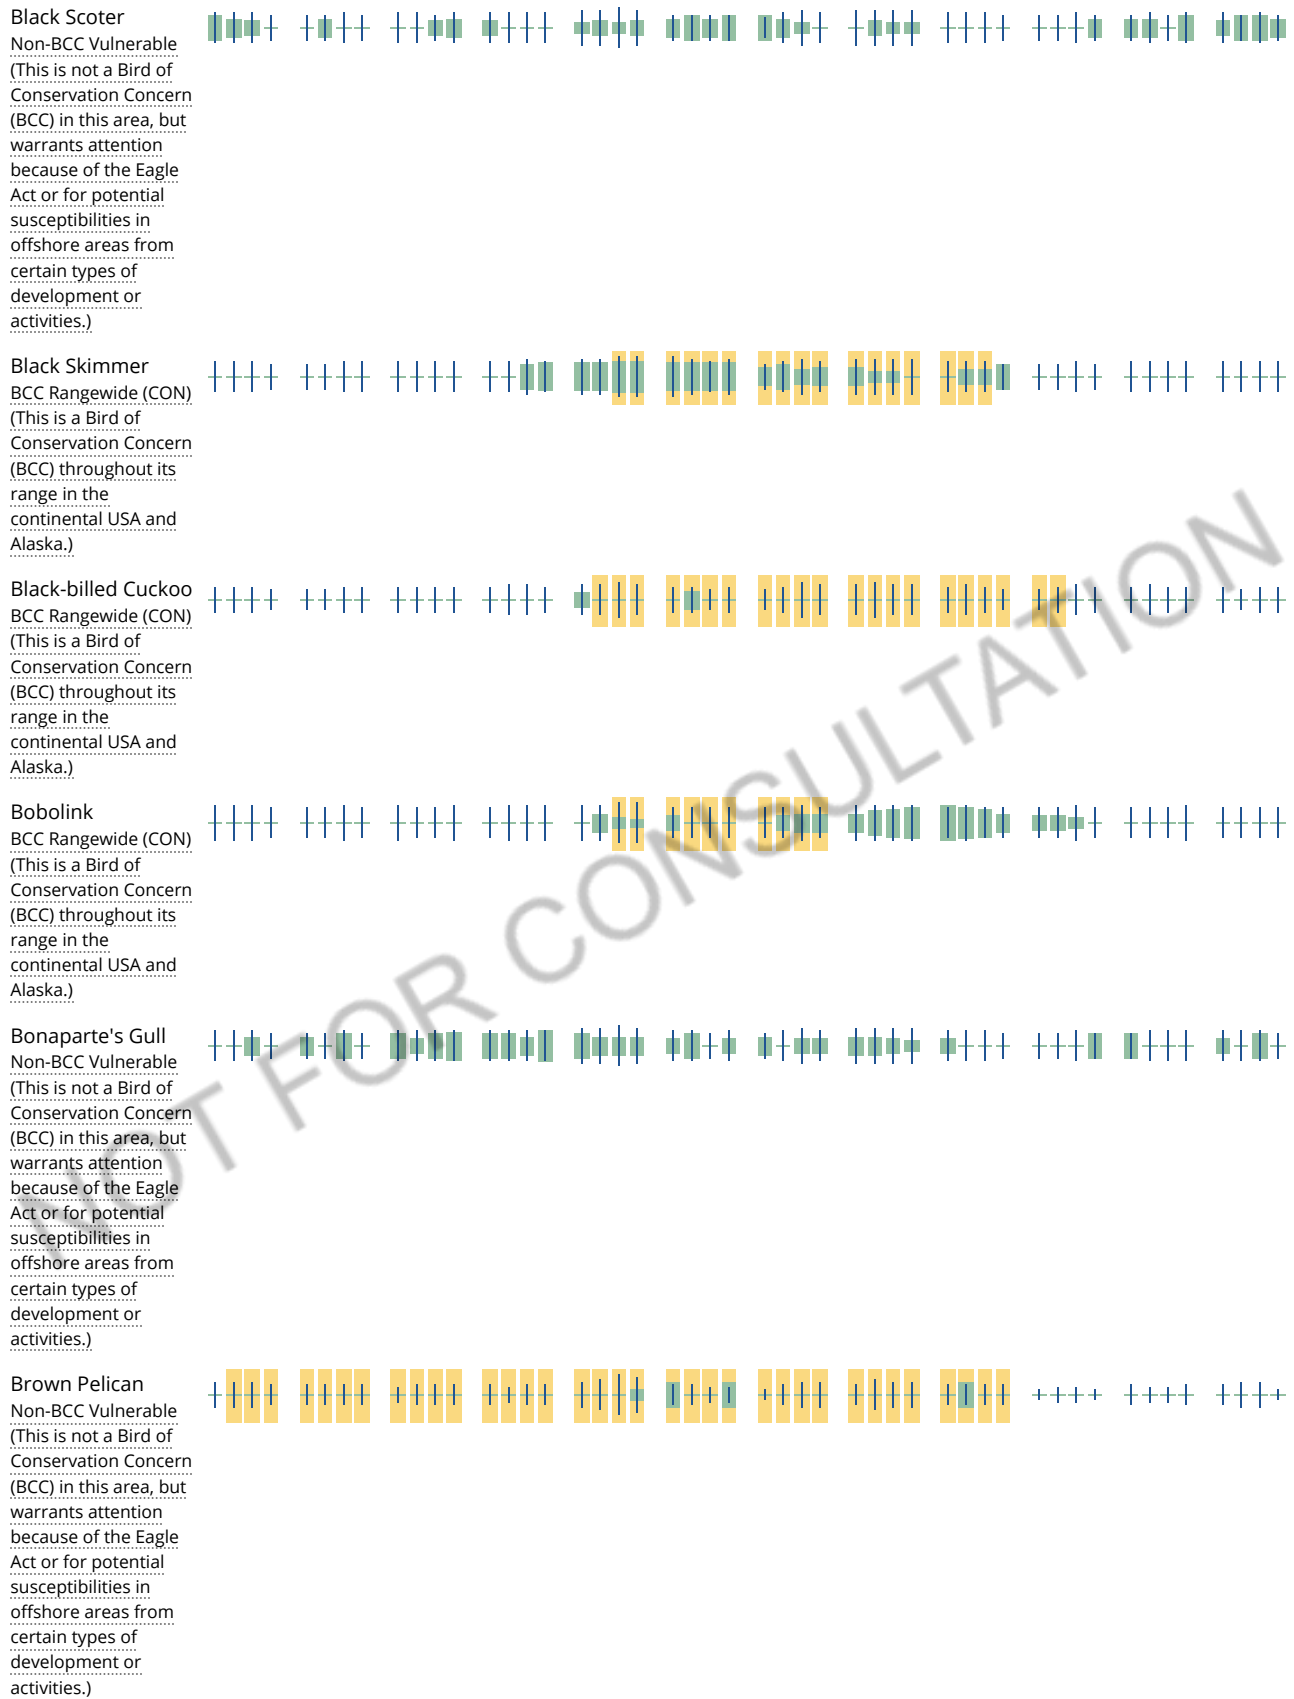 Black Scoter
Non-BCC Vulnerable
(This is not a Bird of
Conservation Concern
(BCC) in this area, but
warrants attention
because of the Eagle
Act or for potential
susceptibilities in
offshore areas from
certain types of
development or
activities.)
Black Skimmer
BCC Rangewide (CON)
(This is a Bird of
Conservation Concern
(BCC) throughout its
range in the
continental USA and
Alaska.)
Black-billed Cuckoo
BCC Rangewide (CON)
(This is a Bird of
Conservation Concern
(BCC) throughout its
range in the
continental USA and
Alaska.)
Bobolink
BCC Rangewide (CON)
(This is a Bird of
Conservation Concern
(BCC) throughout its
range in the
continental USA and
Alaska.)
Bonaparte's Gull
Non-BCC Vulnerable
(This is not a Bird of
Conservation Concern
(BCC) in this area, but
warrants attention
because of the Eagle
Act or for potential
susceptibilities in
offshore areas from
certain types of
development or
activities.)
Brown Pelican
Non-BCC Vulnerable
(This is not a Bird of
Conservation Concern
(BCC) in this area, but
warrants attention
because of the Eagle
Act or for potential
susceptibilities in
offshore areas from
certain types of
development or
activities.)
NOT FOR CONSULTATION